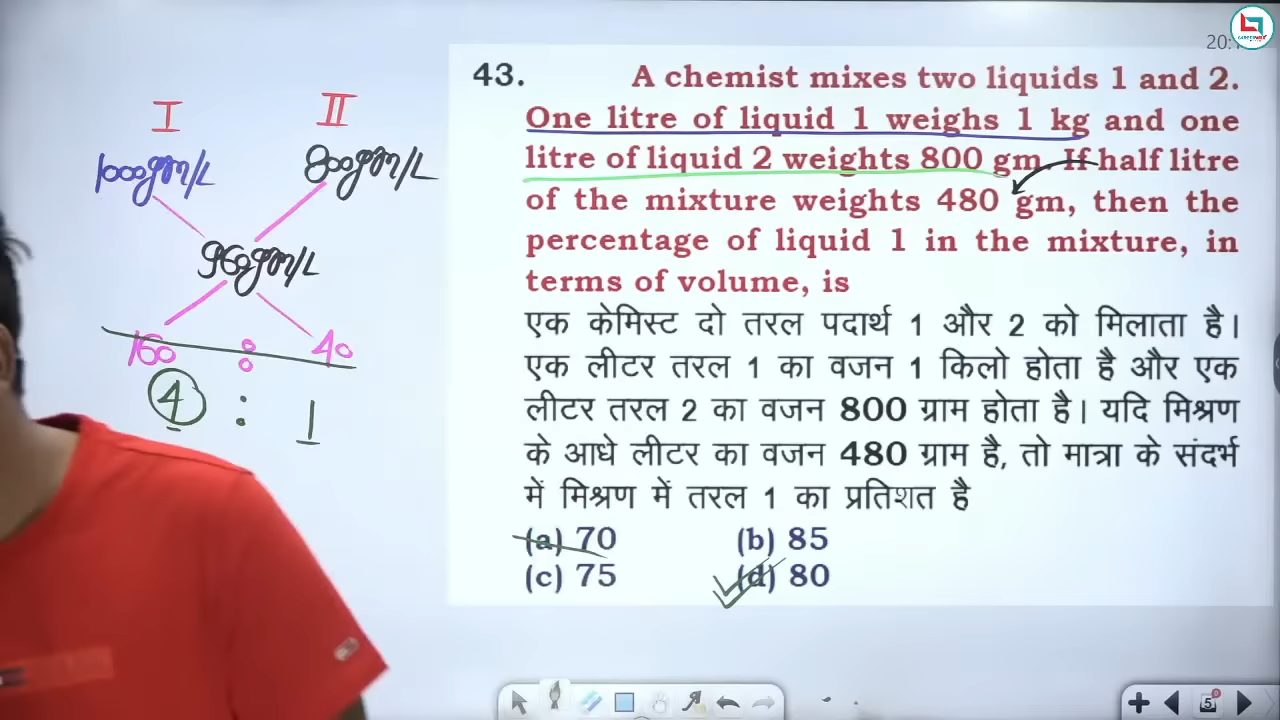 20:
I II
1000gm/L 800gm/L
960gm/L
160 : 40
4 : 1
43. A chemist mixes two liquids 1 and 2.
One litre of liquid 1 weighs 1 kg and one
litre of liquid 2 weights 800 gm. If half litre
of the mixture weights 480 gm, then the
percentage of liquid 1 in the mixture, in
terms of volume, is
एक केमिस्ट दो तरल पदार्थ 1 और 2 को मिलाता है।
एक लीटर तरल 1 का वजन 1 किलो होता है और एक
लीटर तरल 2 का वजन 800 ग्राम होता है। यदि मिश्रण
के आधे लीटर का वजन 480 ग्राम है, तो मात्रा के संदर्भ
में मिश्रण में तरल 1 का प्रतिशत है
(a) 70 (b) 85
(c) 75 (d) 80
5